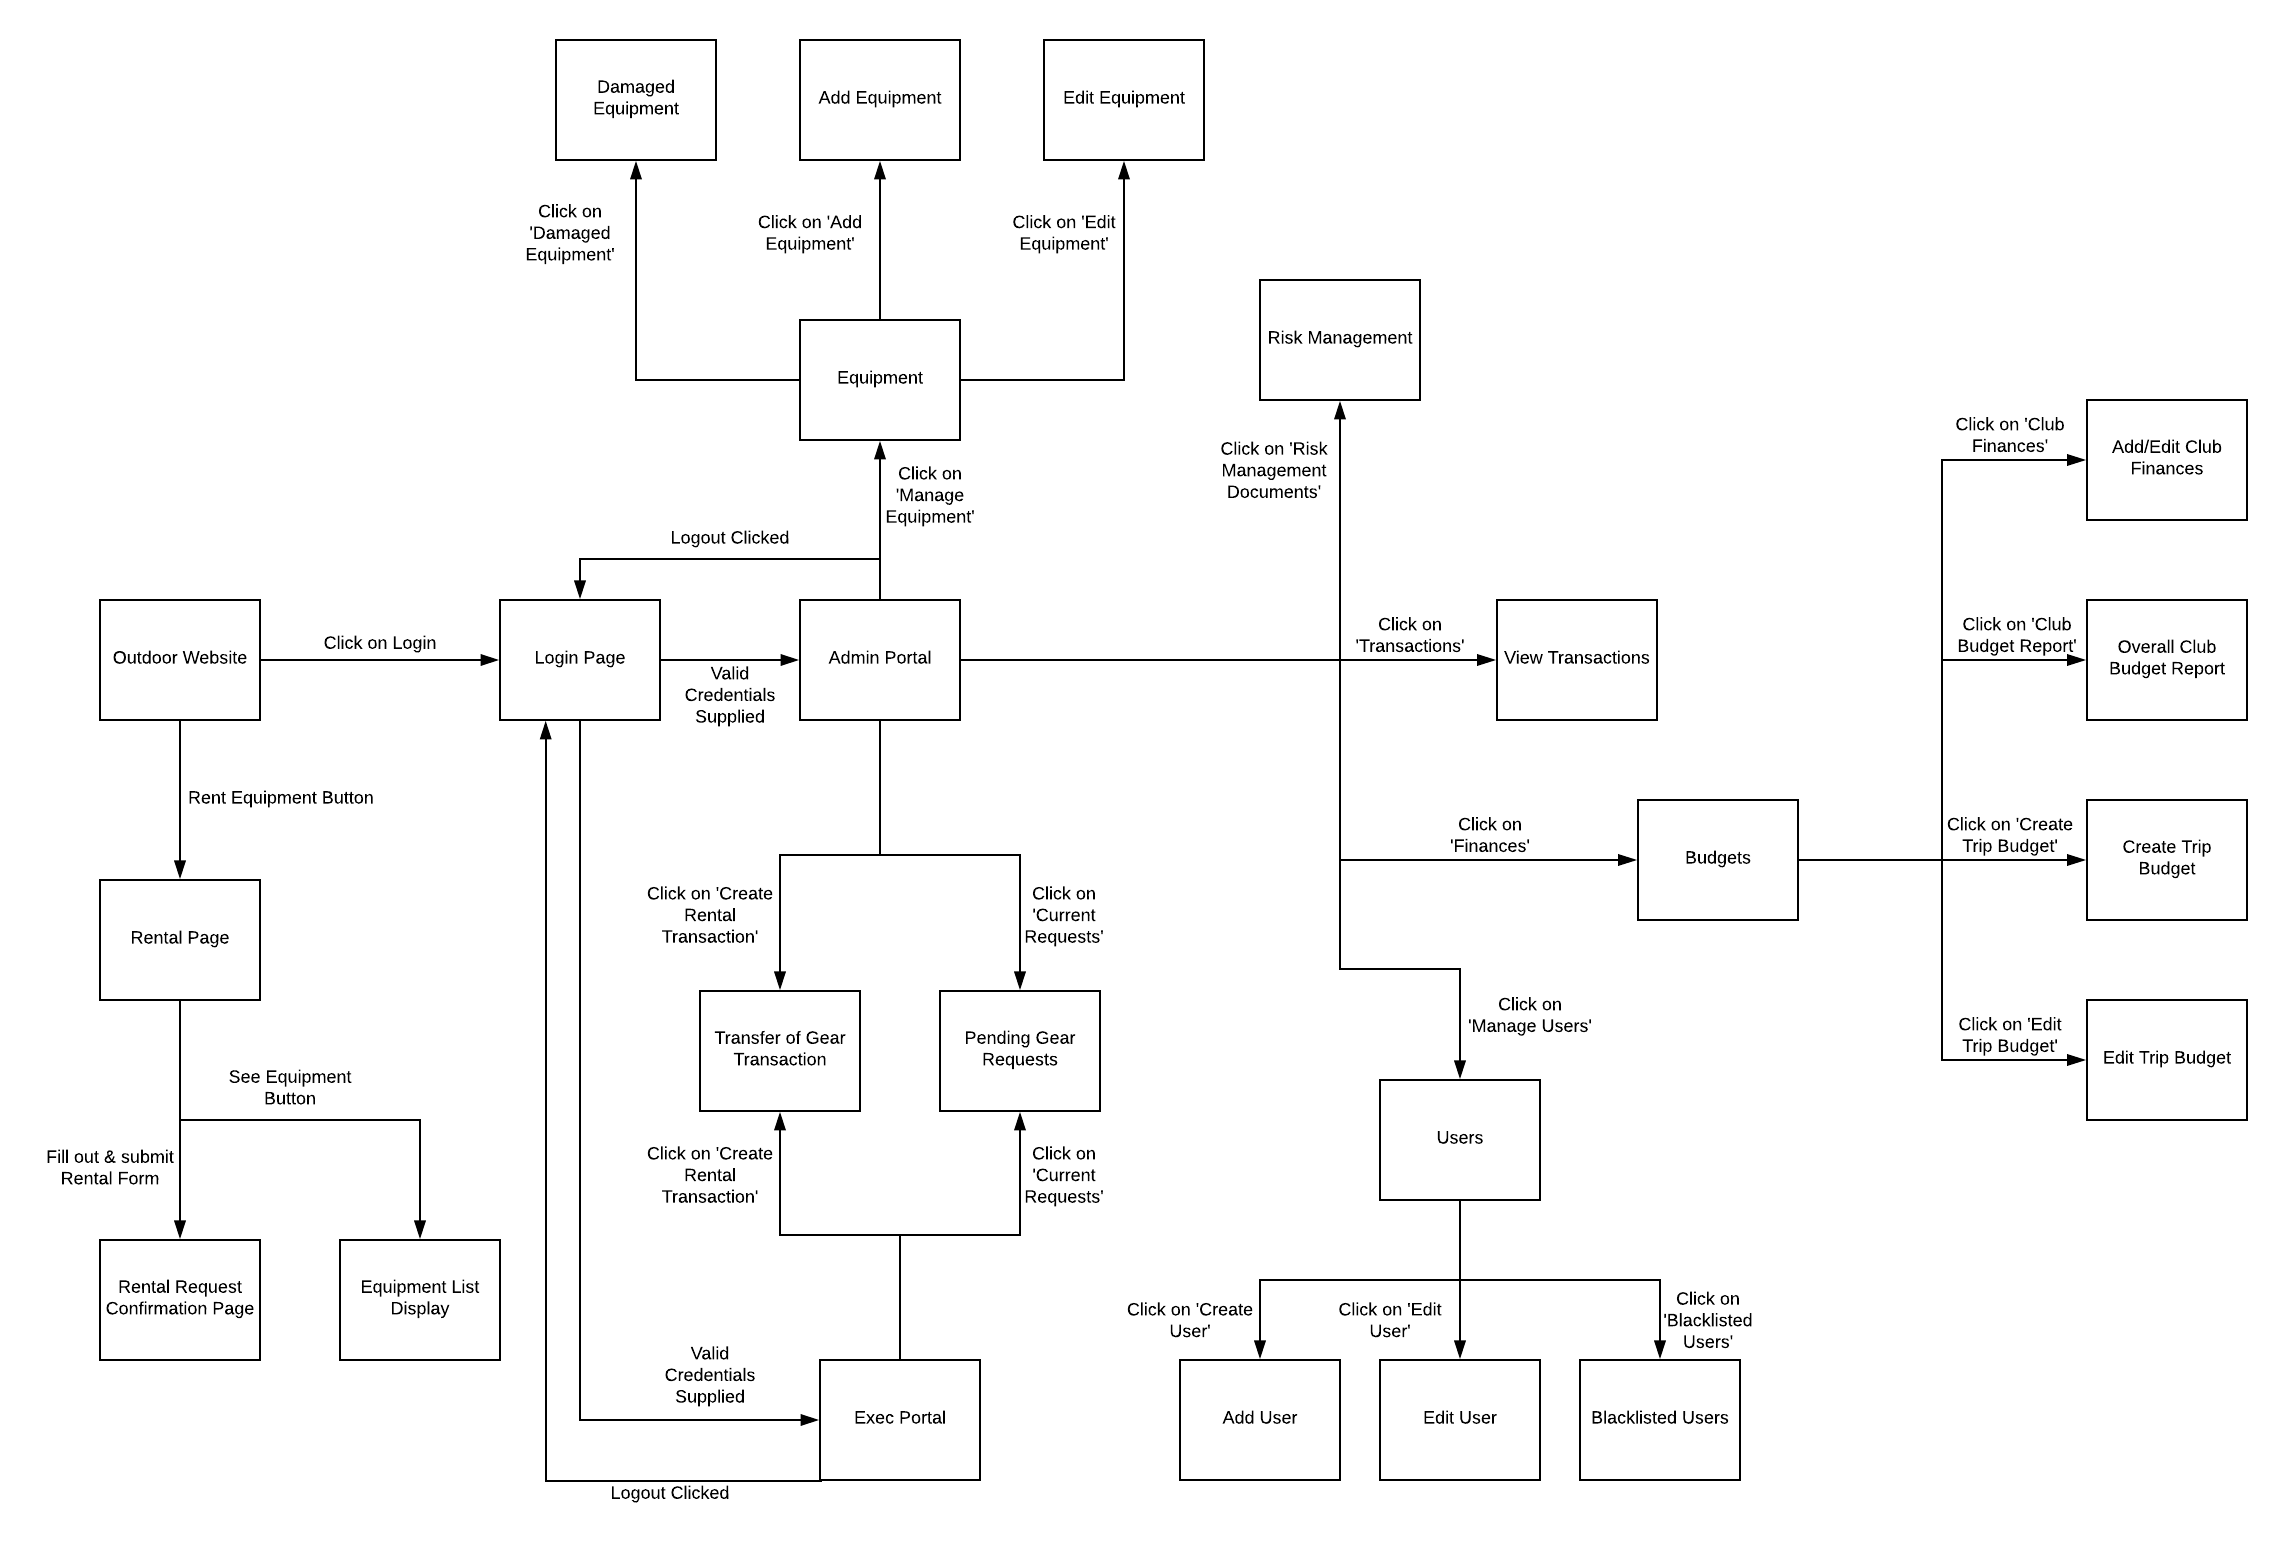 Damaged
Equipment
Add Equipment
Edit Equipment
Click on
'Damaged
Equipment'
Click on 'Add
Equipment'
Click on 'Edit
Equipment'
Risk Management
Equipment
Click on 'Club
Finances'
Add/Edit Club
Finances
Click on 'Risk
Management
Documents'
Click on
'Manage
Equipment'
Logout Clicked
Outdoor Website
Click on Login
Login Page
Valid
Credentials
Supplied
Admin Portal
Click on
'Transactions'
View Transactions
Click on 'Club
Budget Report'
Overall Club
Budget Report
Rent Equipment Button
Click on
'Finances'
Budgets
Click on 'Create
Trip Budget'
Create Trip
Budget
Rental Page
Click on 'Create
Rental
Transaction'
Click on
'Current
Requests'
Click on
'Manage Users'
Click on 'Edit
Trip Budget'
Edit Trip Budget
Transfer of Gear
Transaction
Pending Gear
Requests
See Equipment
Button
Users
Fill out & submit
Rental Form
Click on 'Create
Rental
Transaction'
Click on
'Current
Requests'
Rental Request
Confirmation Page
Equipment List
Display
Click on 'Create
User'
Click on 'Edit
User'
Click on
'Blacklisted
Users'
Valid
Credentials
Supplied
Exec Portal
Add User
Edit User
Blacklisted Users
Logout Clicked